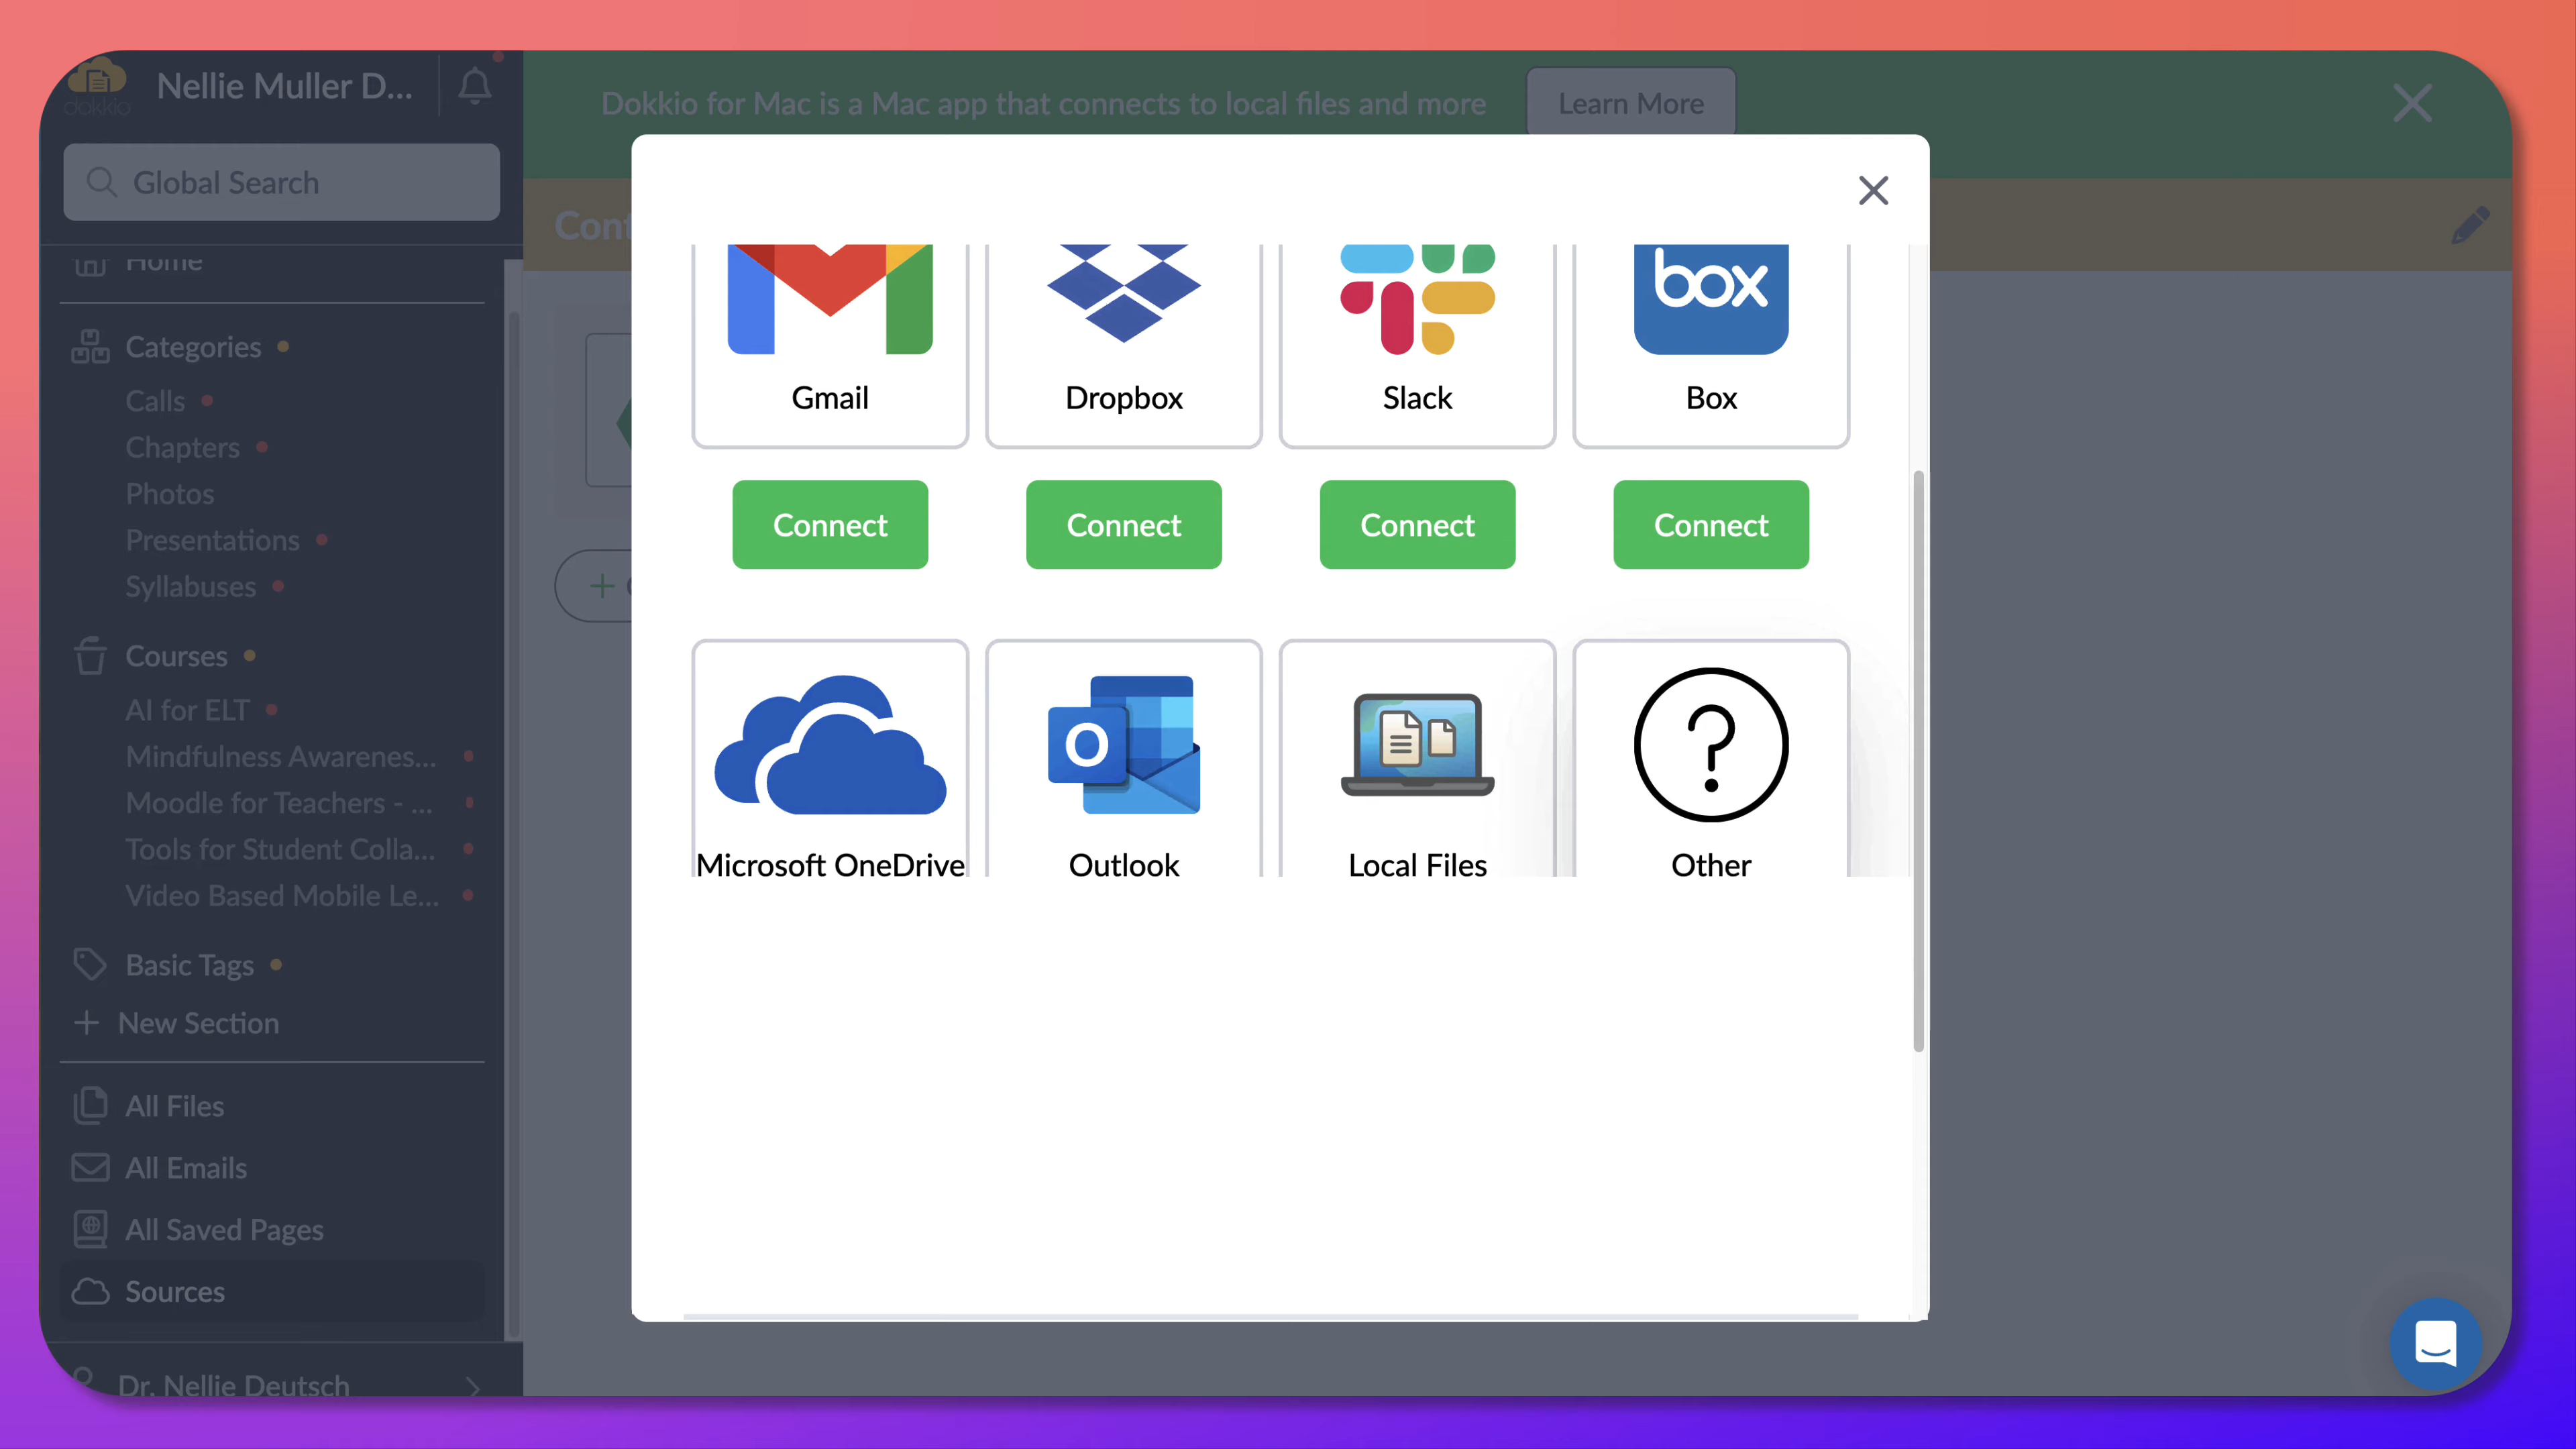 dokkio
Nellie Muller D...
Global Search
Home
Categories
Calls
Chapters
Photos
Presentations
Syllabuses
Courses
AI for ELT
Mindfulness Awarenes...
Moodle for Teachers - ...
Tools for Student Colla...
Video Based Mobile Le...
Basic Tags
New Section
All Files
All Emails
All Saved Pages
Sources
Dr. Nellie Deutsch
Dokkio for Mac is a Mac app that connects to local files and more
Learn More
Gmail
Dropbox
Slack
box
Box
Connect
Connect
Connect
Connect
Microsoft OneDrive
Outlook
Local Files
?
Other